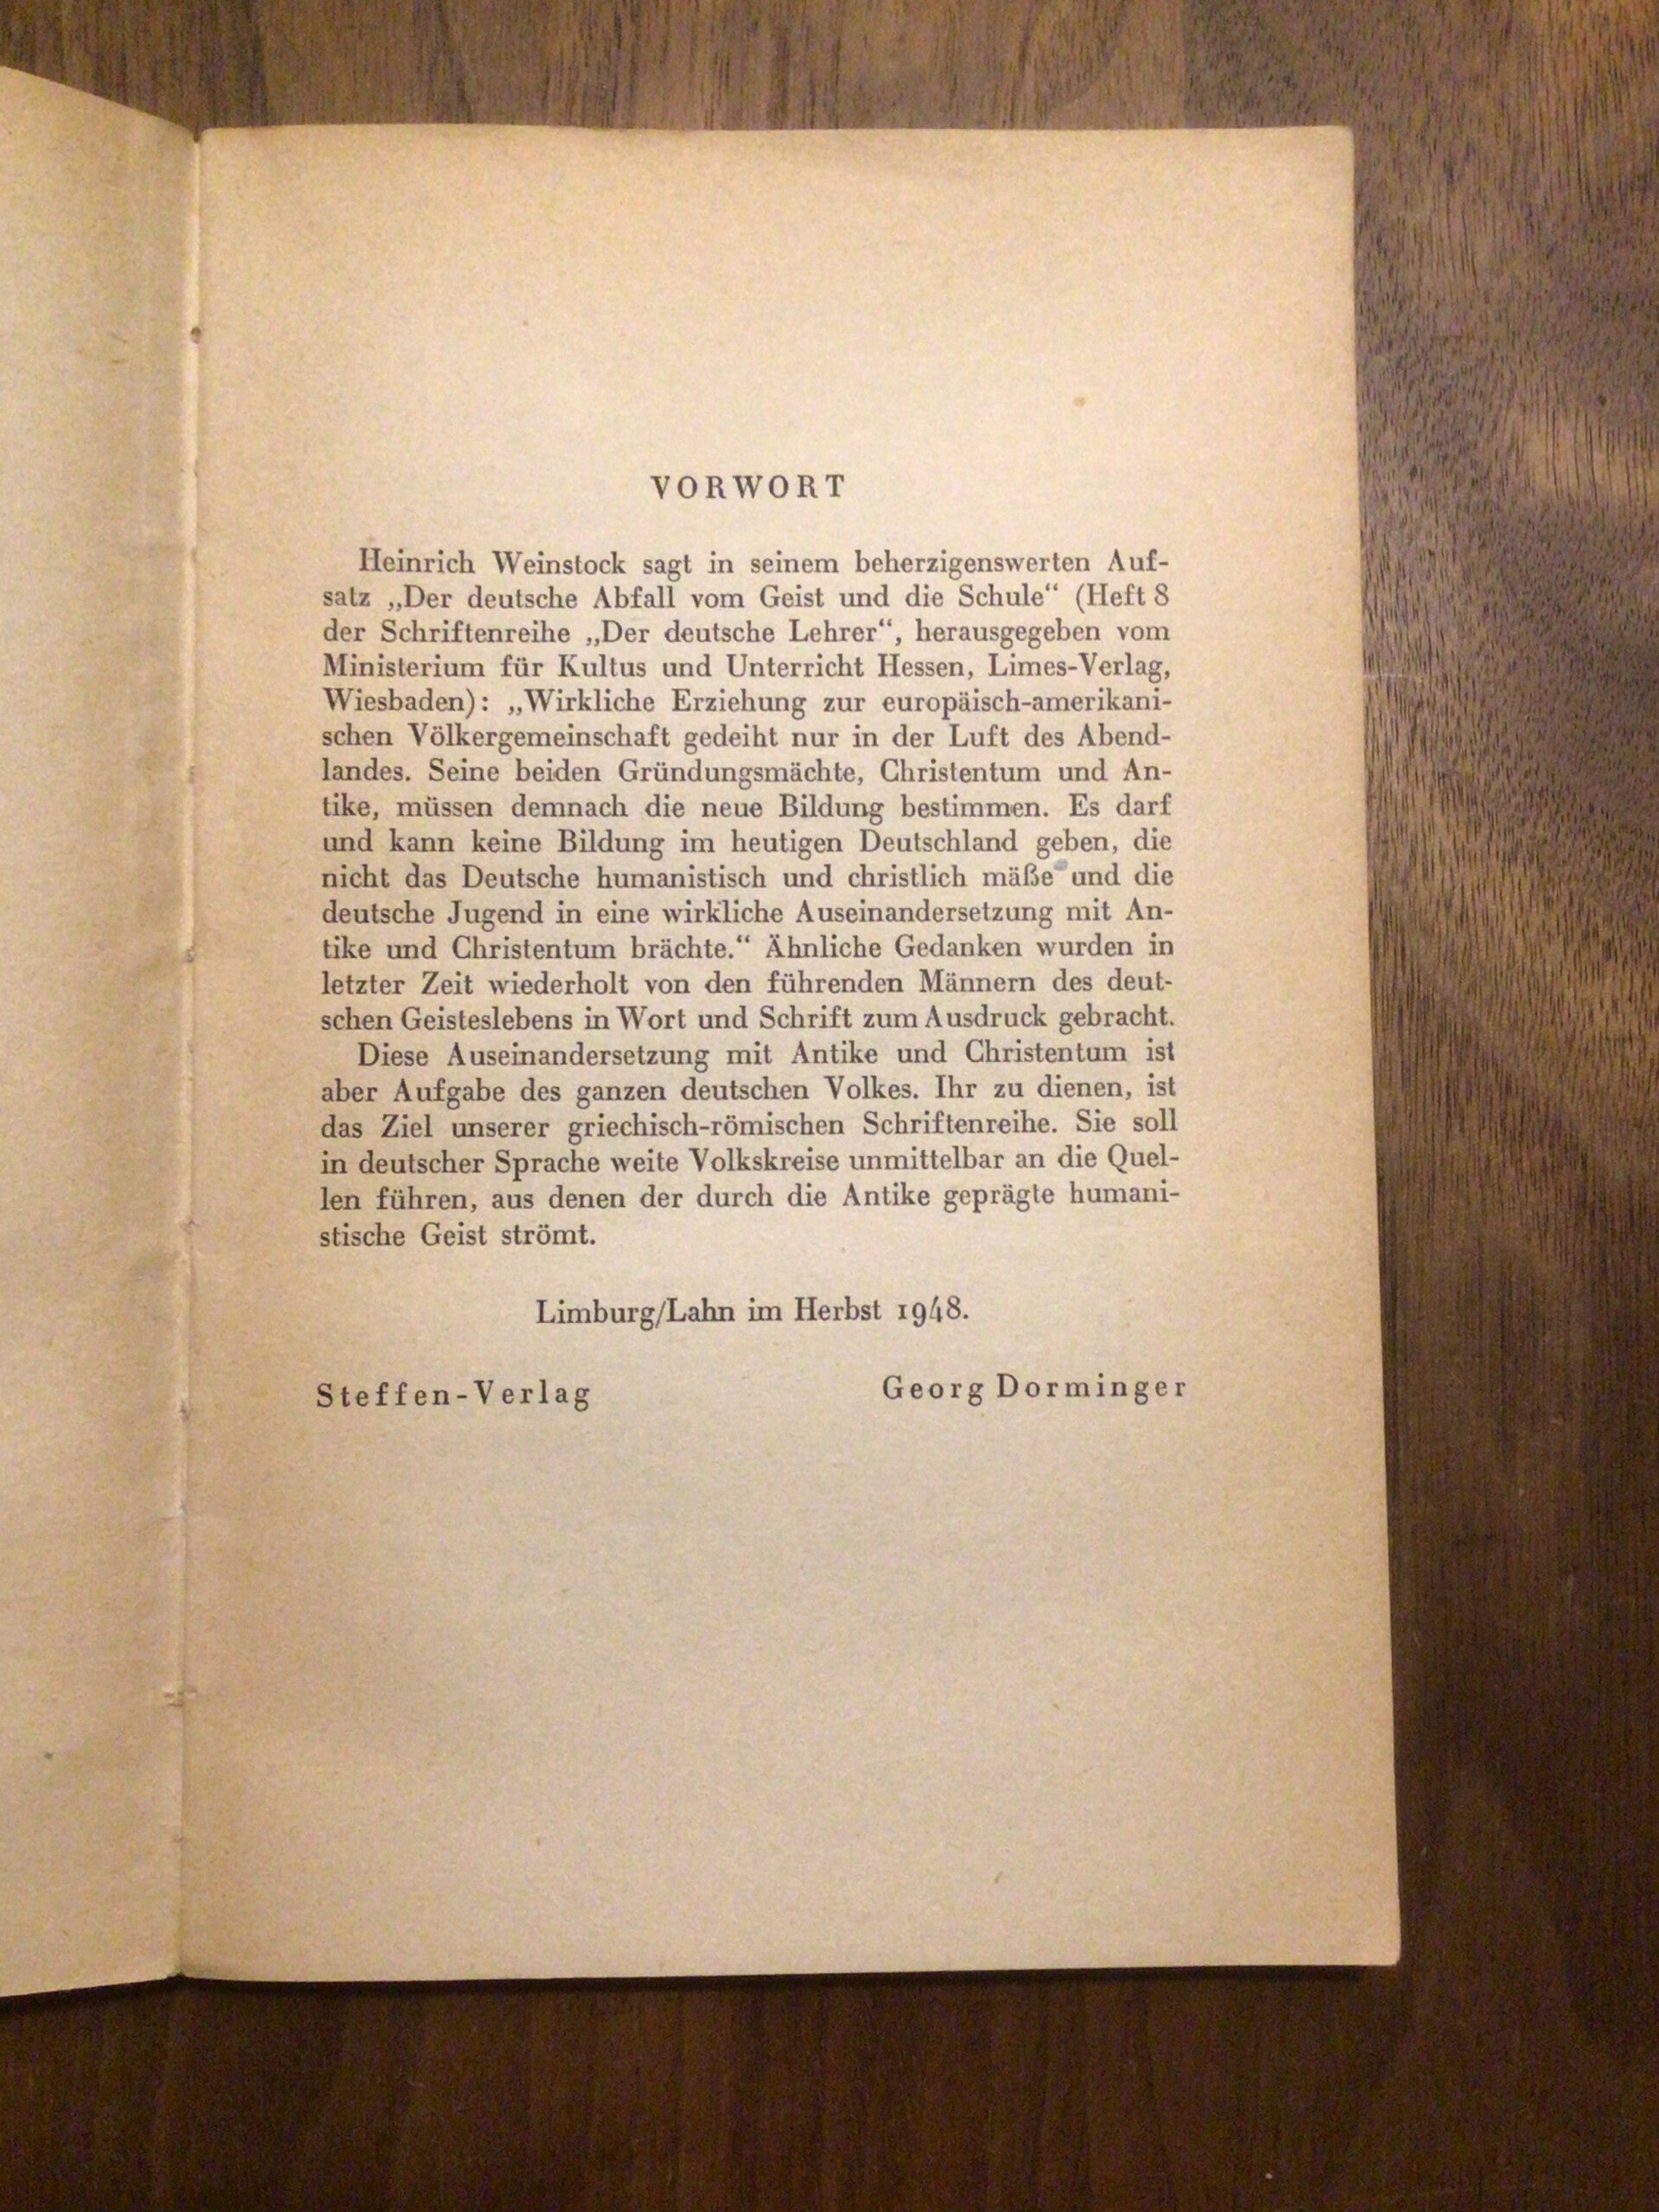 VORWORT
Heinrich Weinstock sagt in seinem beherzigenswerten Auf-
satz „Der deutsche Abfall vom Geist und die Schule“ (Heft 8
der Schriftenreihe „Der deutsche Lehrer“, herausgegeben vom
Ministerium für Kultus und Unterricht Hessen, Limes-Verlag,
Wiesbaden): „Wirkliche Erziehung zur europäisch-amerikani-
schen Völkergemeinschaft gedeiht nur in der Luft des Abend-
landes. Seine beiden Gründungsmächte, Christentum und An-
tike, müssen demnach die neue Bildung bestimmen. Es darf
und kann keine Bildung im heutigen Deutschland geben, die
nicht das Deutsche humanistisch und christlich mäße und die
deutsche Jugend in eine wirkliche Auseinandersetzung mit An-
tike und Christentum brächte.“ Ähnliche Gedanken wurden in
letzter Zeit wiederholt von den führenden Männern des deut-
schen Geisteslebens in Wort und Schrift zum Ausdruck gebracht.
Diese Auseinandersetzung mit Antike und Christentum ist
aber Aufgabe des ganzen deutschen Volkes. Ihr zu dienen, ist
das Ziel unserer griechisch-römischen Schriftenreihe. Sie soll
in deutscher Sprache weite Volkskreise unmittelbar an die Quel-
len führen, aus denen der durch die Antike geprägte humani-
stische Geist strömt.
Limburg/Lahn im Herbst 1948.
Steffen-Verlag Georg Dorminger